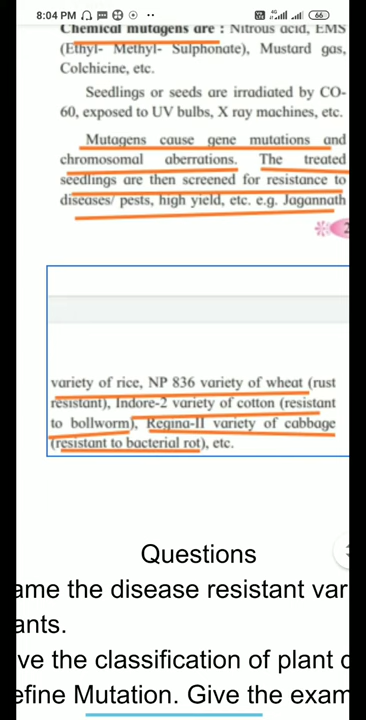 8:04 PM
66
Chemical mutagens are : Nitrous acid, EMS
(Ethyl- Methyl- Sulphonate), Mustard gas,
Colchicine, etc.
Seedlings or seeds are irradiated by CO-
60, exposed to UV bulbs, X ray machines, etc.
Mutagens cause gene mutations and
chromosomal aberrations. The treated
seedlings are then screened for resistance to
diseases/ pests, high yield, etc. e.g. Jagannath
2
variety of rice, NP 836 variety of wheat (rust
resistant), Indore-2 variety of cotton (resistant
to bollworm), Regina-II variety of cabbage
(resistant to bacterial rot), etc.
Questions
ame the disease resistant var
ants.
ve the classification of plant
efine Mutation. Give the exam